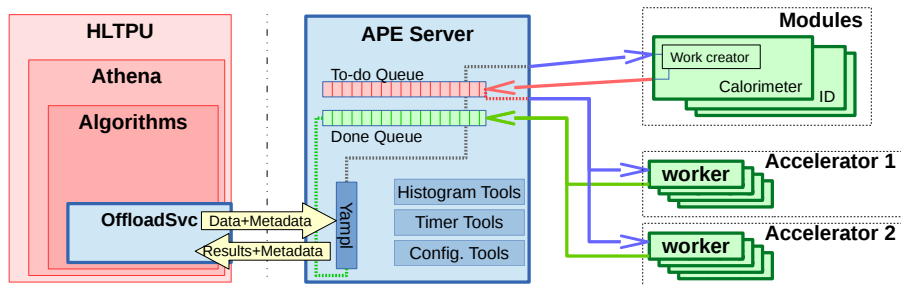 HLTPU
Athena
Algorithms
OffloadSvc
Data+Metadata
Results+Metadata
APE Server
To-do Queue
Done Queue
Yampl
Histogram Tools
Timer Tools
Config. Tools
Modules
Work creator
Calorimeter
ID
Accelerator 1
worker
Accelerator 2
worker